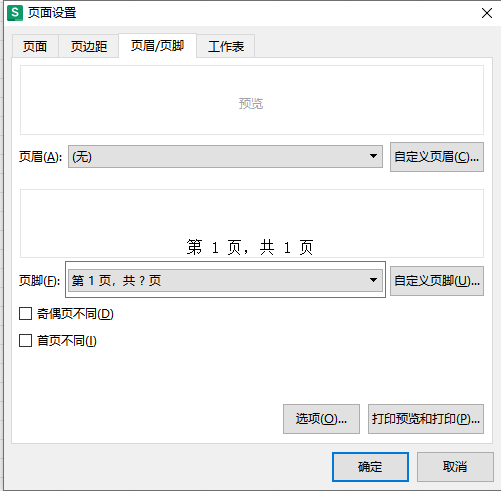 S 页面设置
页面 页边距 页眉/页脚 工作表
预览
页眉(A): (无) 自定义页眉(C)...
第 1 页，共 1 页
页脚(F): 第 1 页，共 ? 页 自定义页脚(U)...
奇偶页不同(D)
首页不同(I)
选项(O)... 打印预览和打印(P)...
确定 取消